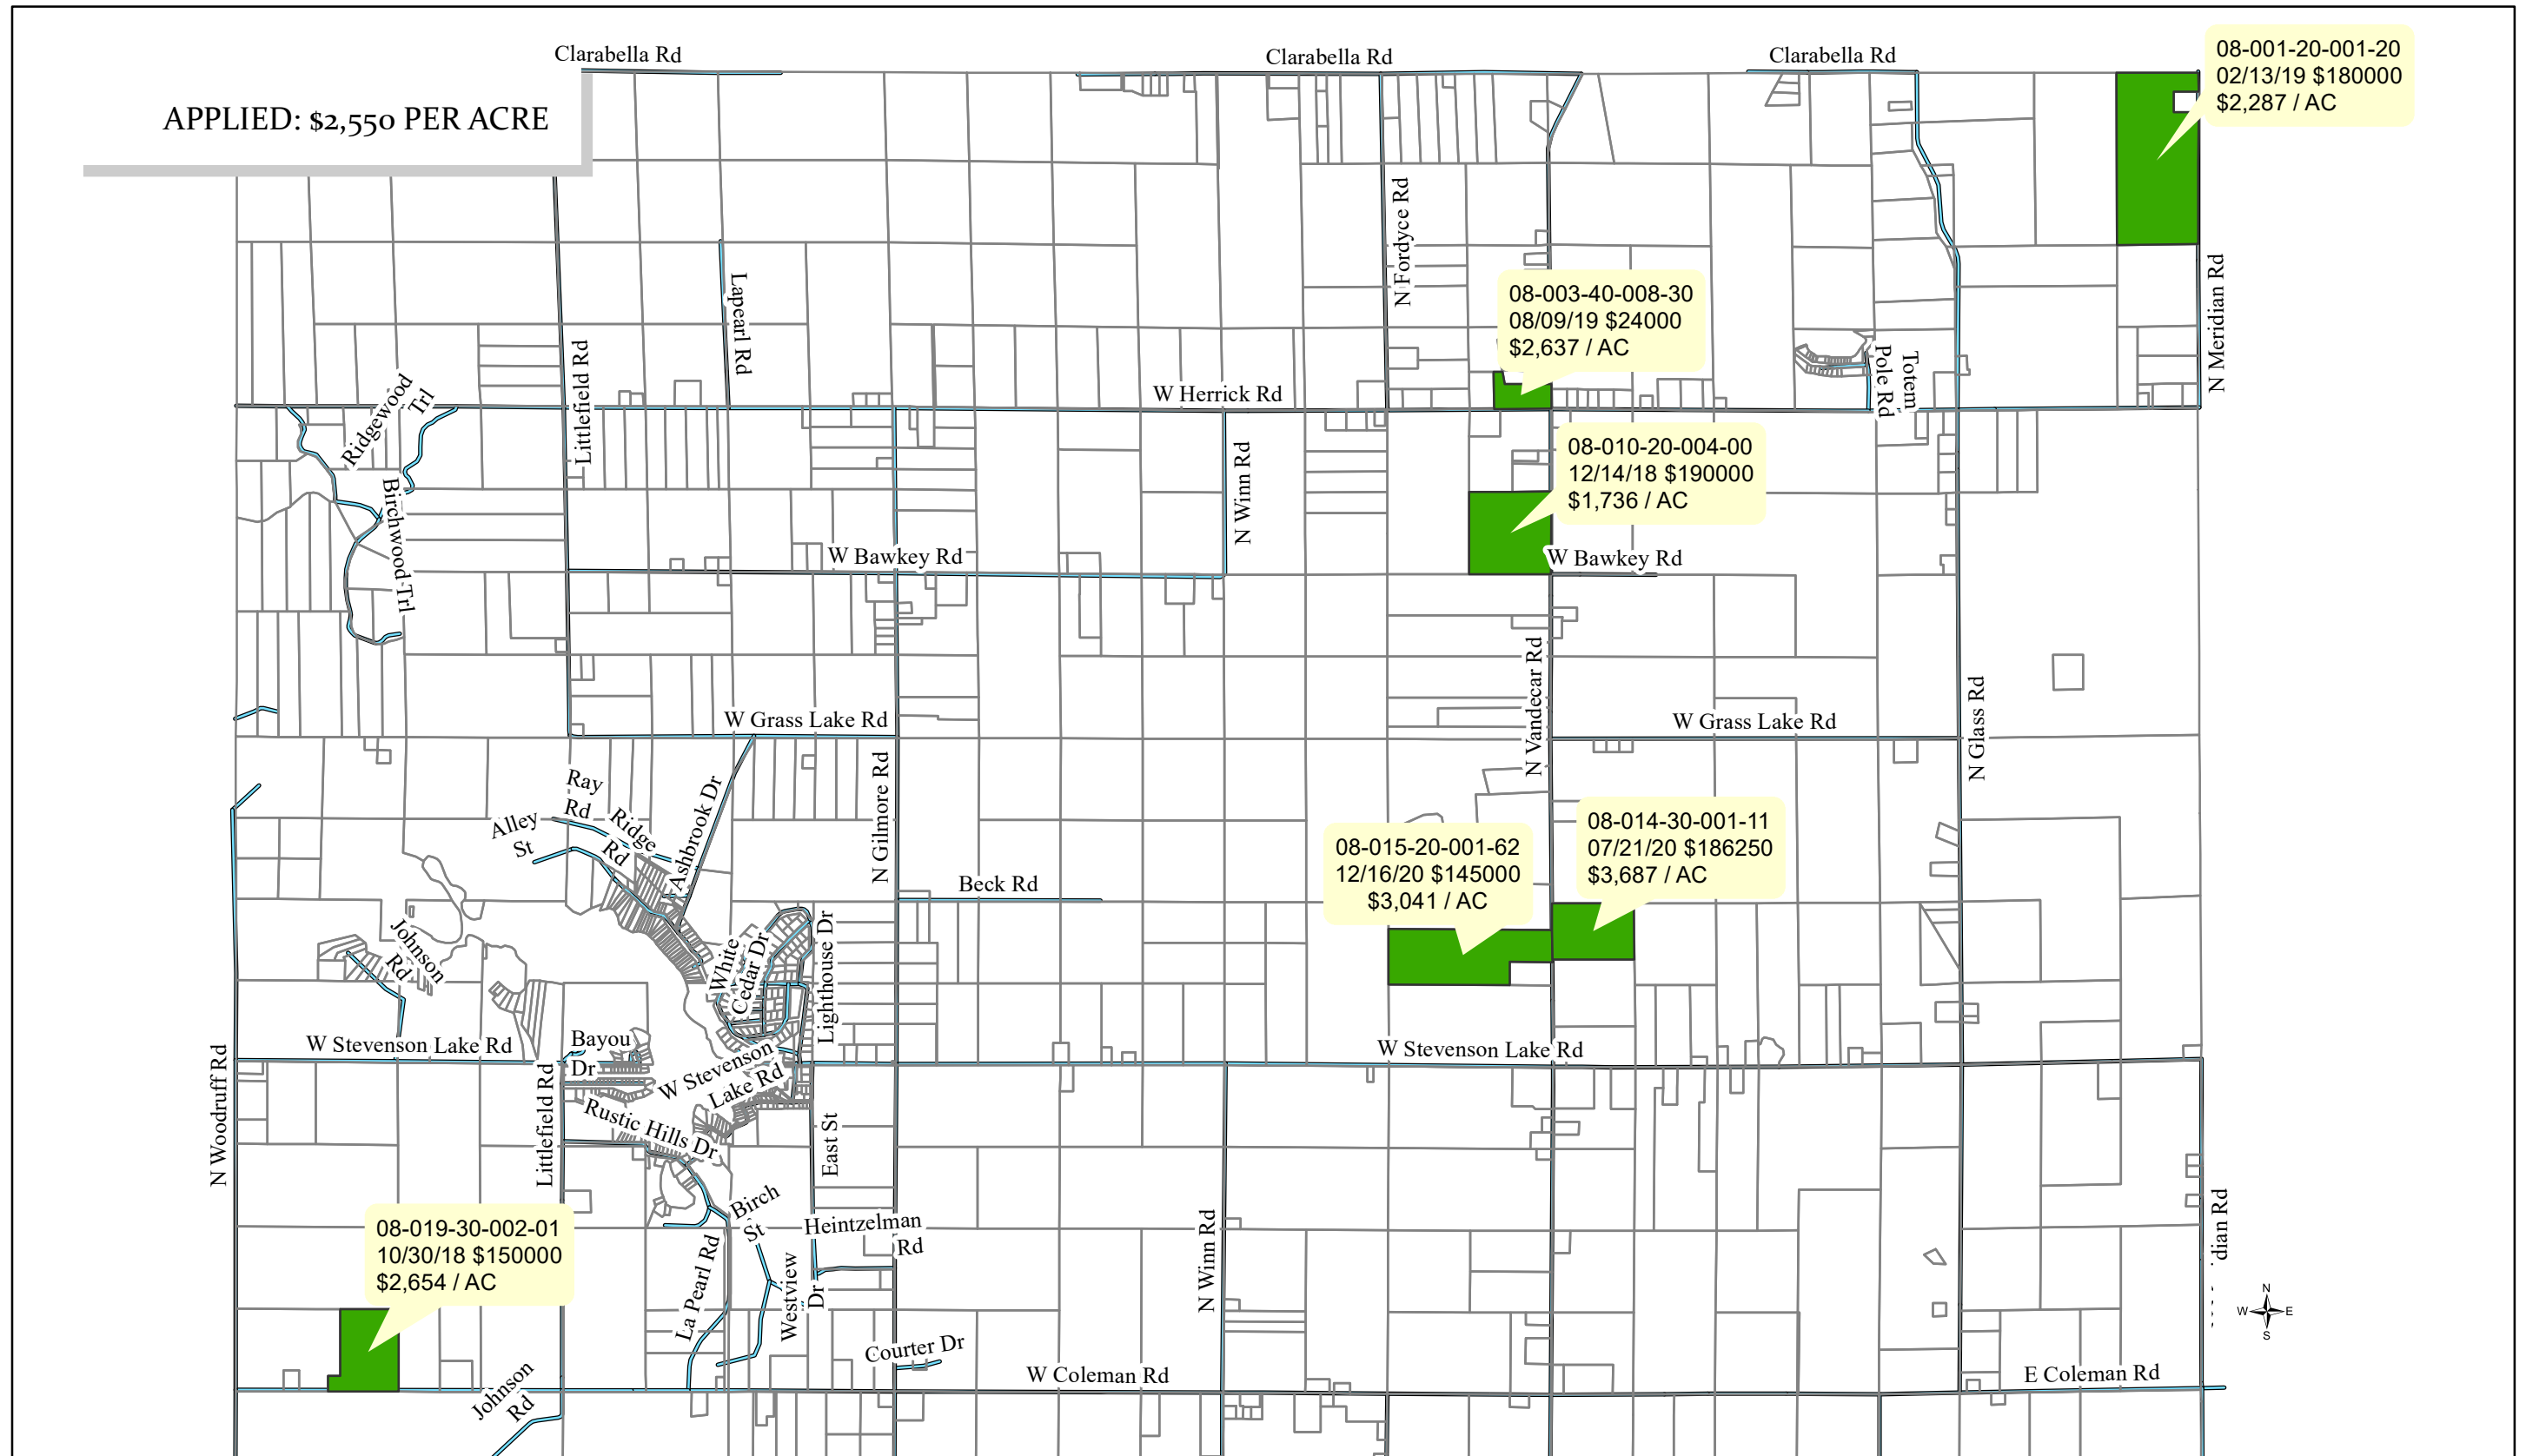 Clarabella Rd
Clarabella Rd
Clarabella Rd
08-001-20-001-20
02/13/19 $180000
$2,287 / AC
APPLIED: $2,550 PER ACRE
N Fordyce Rd
Lapearl Rd
Littlefield Rd
N Meridian Rd
08-003-40-008-30
08/09/19 $24000
$2,637 / AC
Totem
Pole Rd
W Herrick Rd
Ridgewood
Trl
Birchwood Trl
N Winn Rd
08-010-20-004-00
12/14/18 $190000
$1,736 / AC
W Bawkey Rd
W Bawkey Rd
N Vandecar Rd
N Glass Rd
W Grass Lake Rd
W Grass Lake Rd
N Gilmore Rd
Ray
Rd
Ridge
Rd
Alley
St
Ashbrook Dr
08-015-20-001-62
12/16/20 $145000
$3,041 / AC
08-014-30-001-11
07/21/20 $186250
$3,687 / AC
Beck Rd
Johnson
Rd
White
Cedar Dr
Lighthouse Dr
W Stevenson Lake Rd
Bayou
Dr
W Stevenson
Lake Rd
W Stevenson Lake Rd
N Woodruff Rd
Littlefield Rd
Rustic Hills Dr
East St
Birch
St
Heintzelman
Rd
08-019-30-002-01
10/30/18 $150000
$2,654 / AC
La Pearl Rd
Westview
Dr
N Winn Rd
dian Rd
N
W E
S
Courter Dr
W Coleman Rd
E Coleman Rd
Johnson
Rd